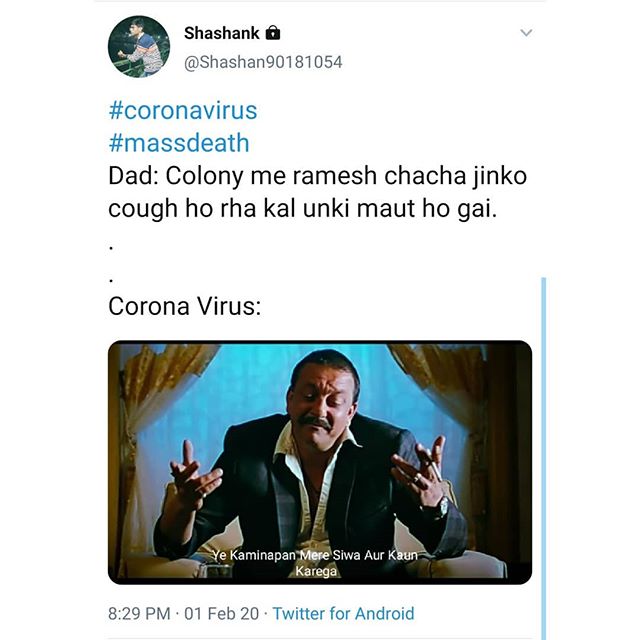 Shashank
@Shashan90181054
#coronavirus
#massdeath
Dad: Colony me ramesh chacha jinko
cough ho rha kal unki maut ho gai.
.
.
Corona Virus:
Ye Kaminapan Mere Siwa Aur Kaun
Karega
8:29 PM · 01 Feb 20 · Twitter for Android